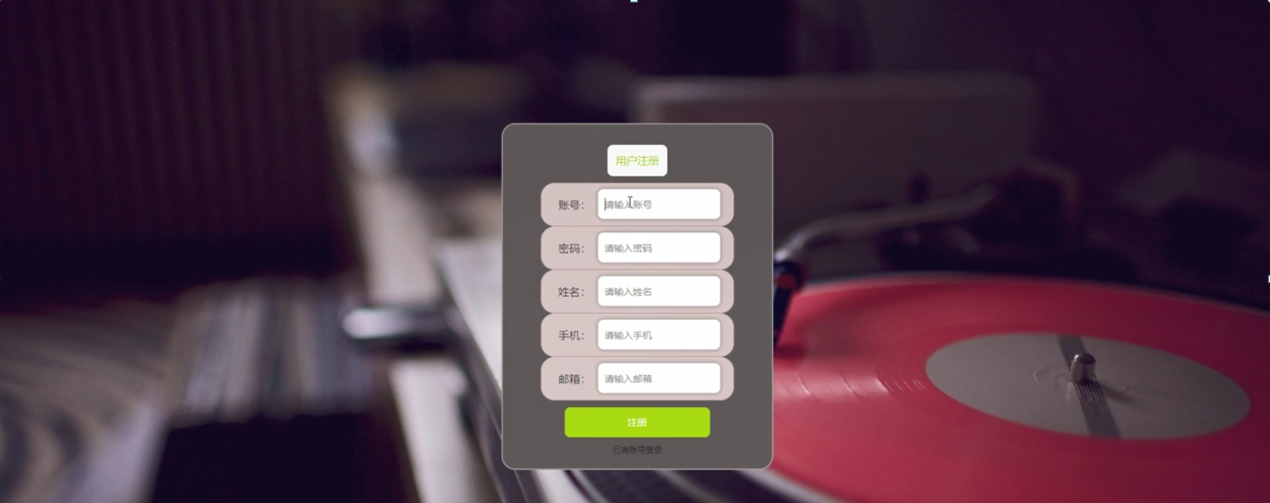 用户注册
账号： 请输入账号
密码： 请输入密码
姓名： 请输入姓名
手机： 请输入手机
邮箱： 请输入邮箱
注册
已有账号登录